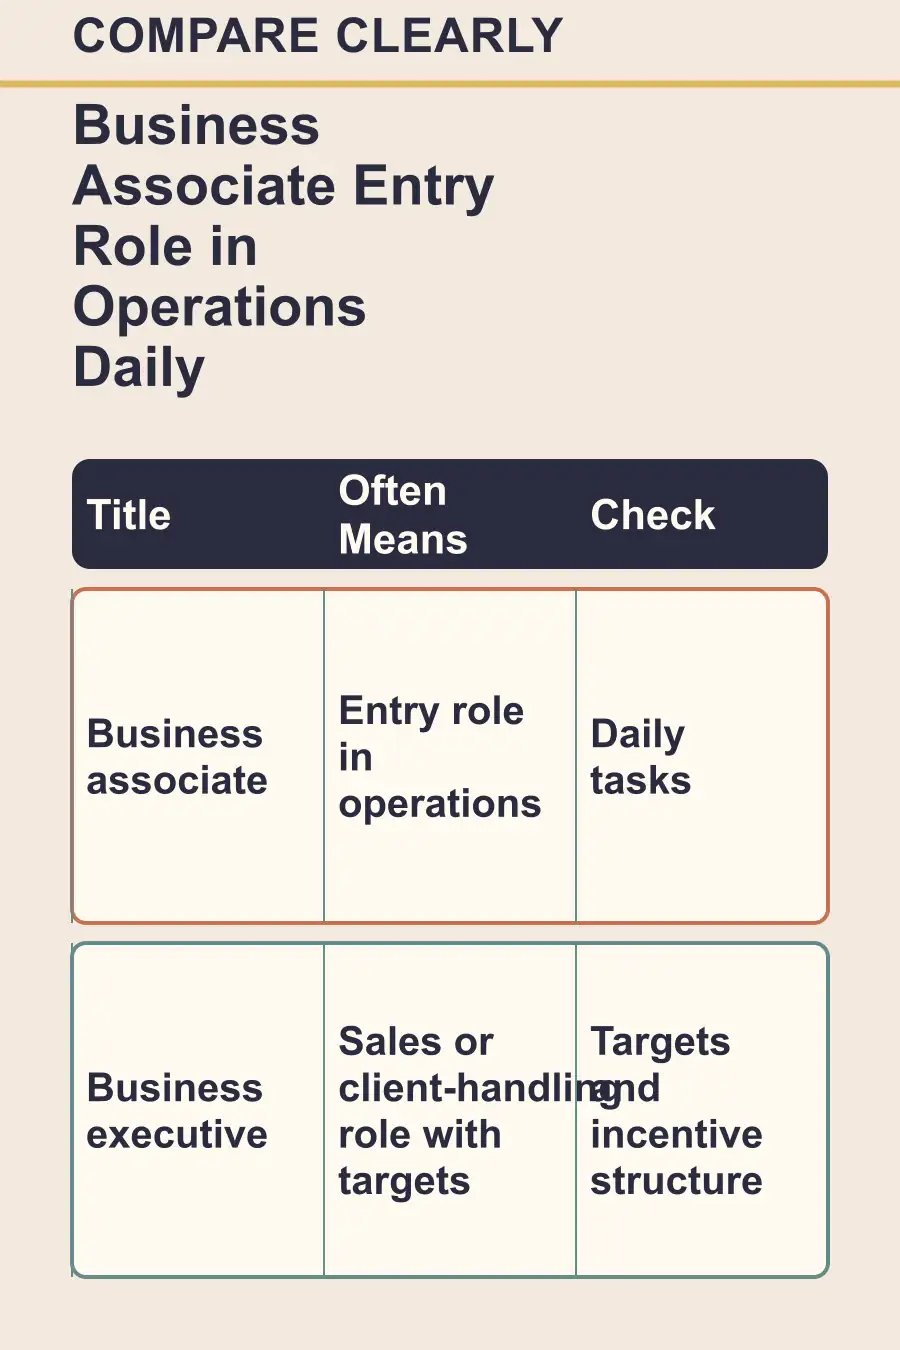 COMPARE CLEARLY
Business
Associate Entry
Role in
Operations
Daily
Title
Often
Means
Check
Business
associate
Entry role
in
operations
Daily
tasks
Business
executive
Sales or
client-handling
role with
targets
Targets
and
incentive
structure